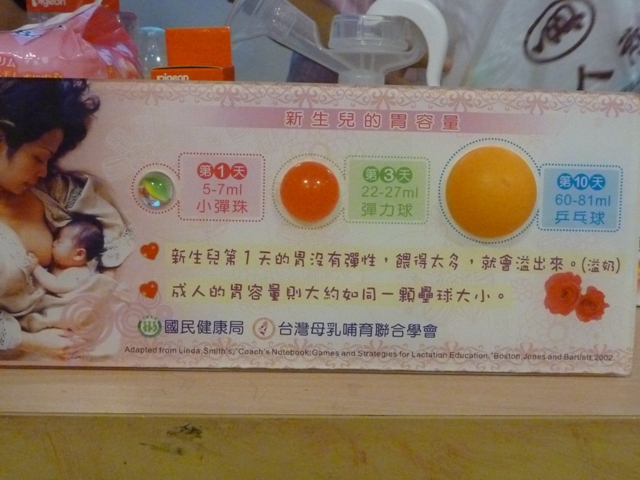 pigeon
pigeon
新生兒的胃容量
第1天
5-7ml
小彈珠
第3天
22-27ml
彈力球
第10天
60-81ml
乒乓球
新生兒第1天的胃沒有彈性，餵得太多，就會溢出來。(溢奶)
成人的胃容量則大約如同一顆壘球大小。
國民健康局 台灣母乳哺育聯合學會
Adapted from Linda Smith's, "Coach's Notebook:Games and Strategies for Lactation Education,"Boston,Jones and Bartlett 2002